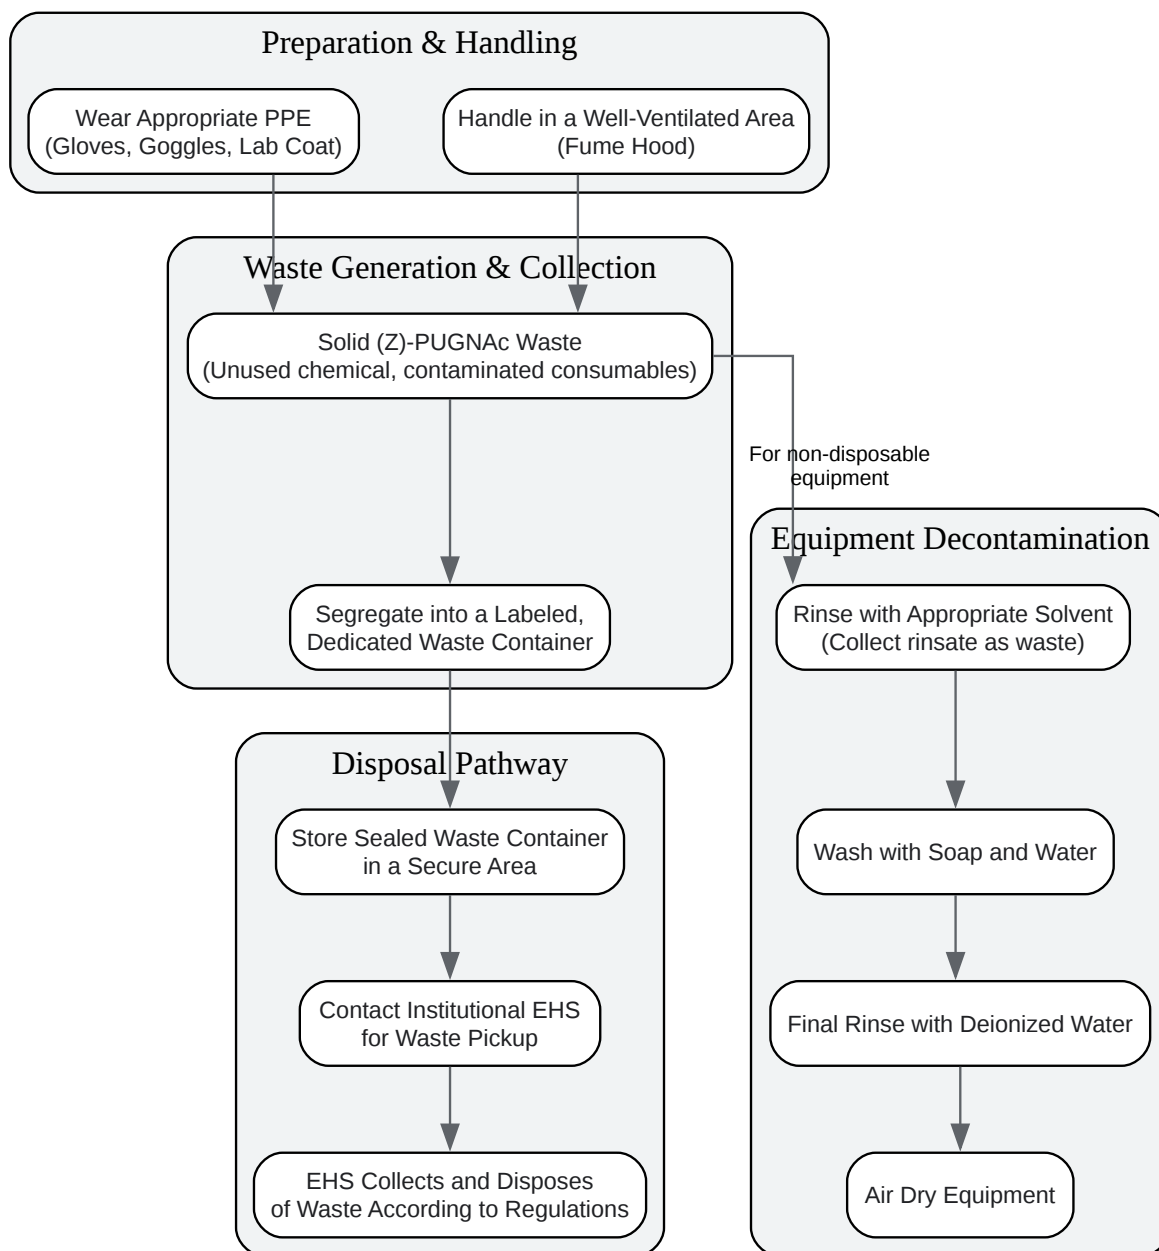 Preparation & Handling
Wear Appropriate PPE
(Gloves, Goggles, Lab Coat)
Handle in a Well-Ventilated Area
(Fume Hood)
Waste Generation & Collection
Solid (Z)-PUGNAc Waste
(Unused chemical, contaminated consumables)
For non-disposable
equipment
Segregate into a Labeled,
Dedicated Waste Container
Equipment Decontamination
Rinse with Appropriate Solvent
(Collect rinsate as waste)
Disposal Pathway
Store Sealed Waste Container
in a Secure Area
Wash with Soap and Water
Contact Institutional EHS
for Waste Pickup
Final Rinse with Deionized Water
EHS Collects and Disposes
of Waste According to Regulations
Air Dry Equipment